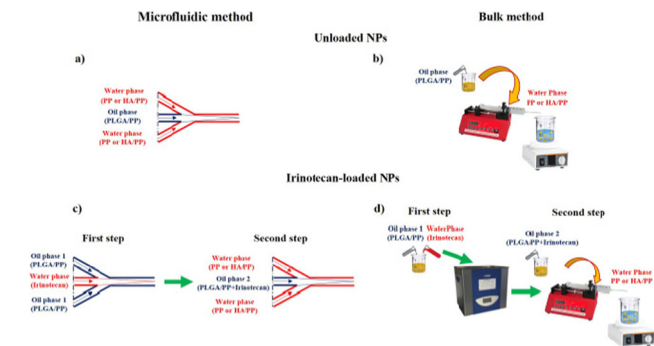 Microfluidic method
Bulk method
Unloaded NPs
a)
b)
Water phase
(PP or HA/PP)
Oil phase
(PLGA/PP)
Water phase
(PP or HA/PP)
Oil phase
(PLGA/PP)
Water Phase
PP or HA/PP
Irinotecan-loaded NPs
c)
First step
Second step
Oil phase 1
(PLGA/PP)
Water phase
(Irinotecan)
Oil phase 1
(PLGA/PP)
Water phase
(PP or HA/PP)
Oil phase 2
(PLGA/PP+Irinotecan)
Water phase
(PP or HA/PP)
d)
First step
Second step
Oil phase 1 WaterPhase
(PLGA/PP) (Irinotecan)
Oil phase 2
(PLGA/PP+Irinotecan)
Water Phase
PP or HA/PP